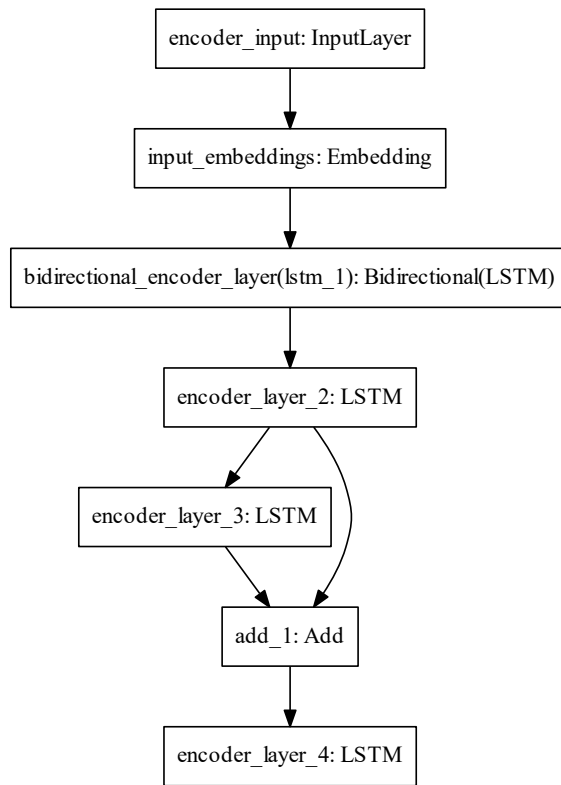 encoder_input: InputLayer
input_embeddings: Embedding
bidirectional_encoder_layer(lstm_1): Bidirectional(LSTM)
encoder_layer_2: LSTM
encoder_layer_3: LSTM
add_1: Add
encoder_layer_4: LSTM